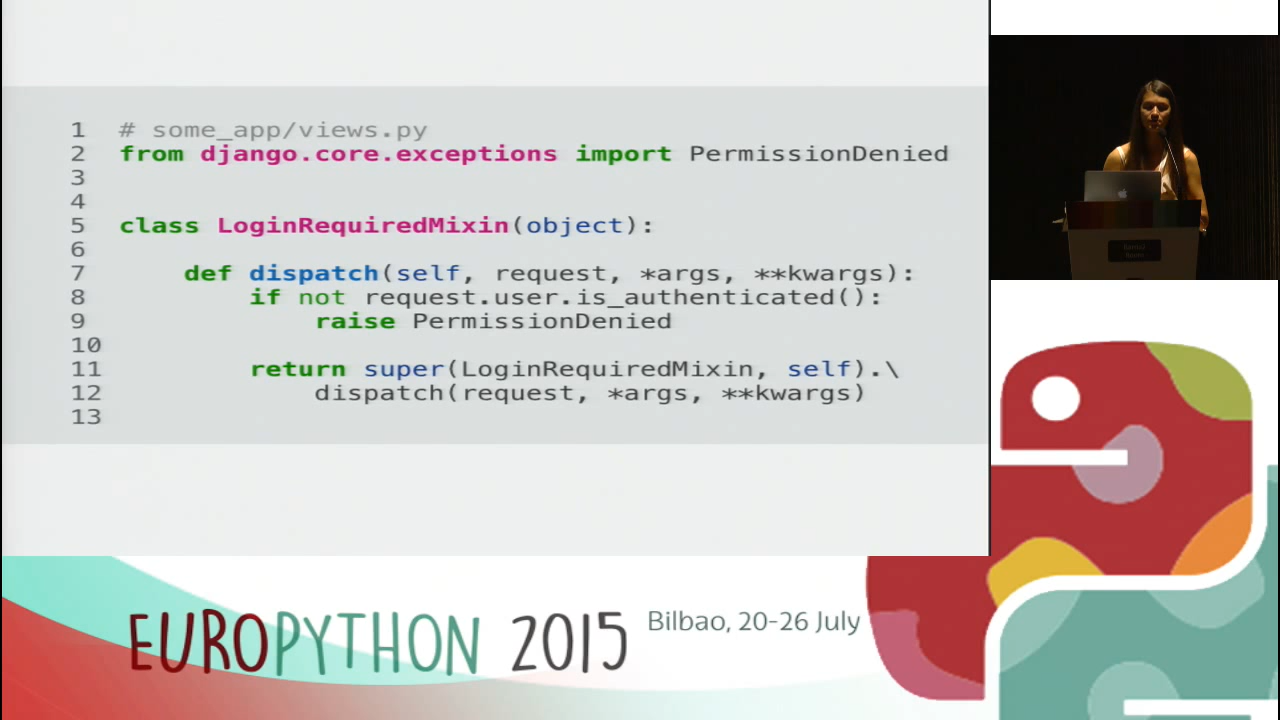 1 # some_app/views.py
2 from django.core.exceptions import PermissionDenied
3
4
5 class LoginRequiredMixin(object):
6
7 def dispatch(self, request, *args, **kwargs):
8 if not request.user.is_authenticated():
9 raise PermissionDenied
10
11 return super(LoginRequiredMixin, self).\
12 dispatch(request, *args, **kwargs)
13
EUROPYTHON 2015
Bilbao, 20-26 July